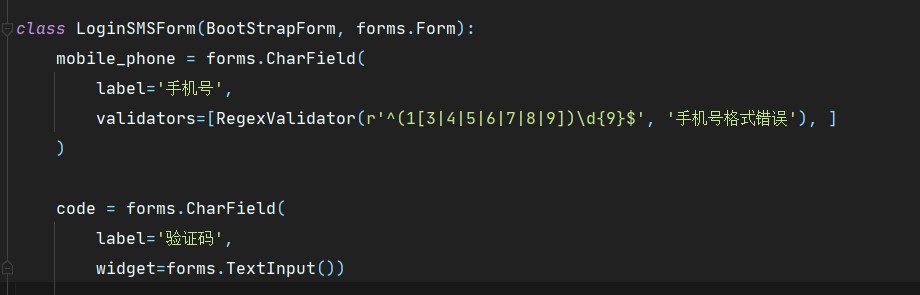 class LoginSMSForm(BootStrapForm, forms.Form):
    mobile_phone = forms.CharField(
        label='手机号',
        validators=[RegexValidator(r'^(1[3|4|5|6|7|8|9])\d{9}$', '手机号格式错误'), ]
    )
    code = forms.CharField(
        label='验证码',
        widget=forms.TextInput())